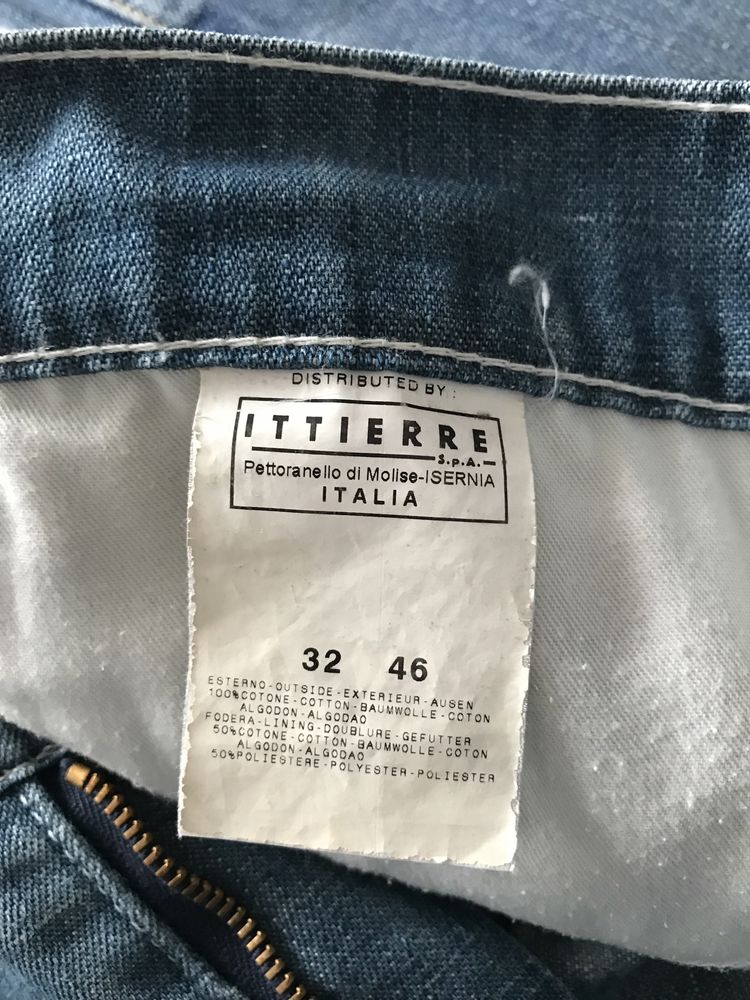 DISTRIBUTED BY :
ITTIERRE
S.p.A.
Pettoranello di Molise-ISERNIA
ITALIA
32 46
ESTERNO-OUTSIDE-EXTERIEUR-AUSEN
100%COTONE-COTTON-BAUMWOLLE-COTON
ALGODON-ALGODAO
FODERA-LINING-DOUBLURE-GEFUTTER
50%COTONE-COTTON-BAUMWOLLE-COTON
ALGODON-ALGODAO
50%POLIESTERE-POLYESTER-POLIESTER